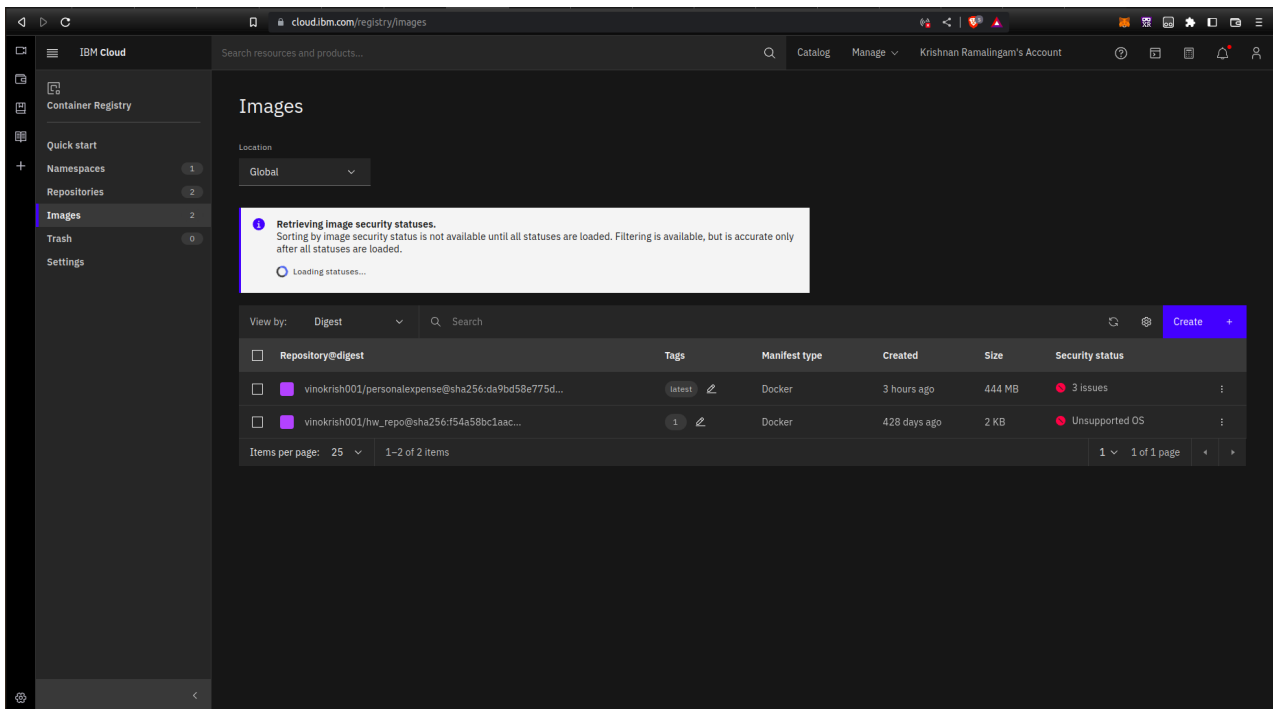 cloud.ibm.com/registry/images
IBM Cloud
Search resources and products...
Catalog
Manage
Krishnan Ramalingam's Account
Container Registry
Quick start
Namespaces 1
Repositories 2
Images 2
Trash 0
Settings
Images
Location
Global
Retrieving image security statuses.
Sorting by image security status is not available until all statuses are loaded. Filtering is available, but is accurate only
after all statuses are loaded.
Loading statuses...
View by: Digest Search Create +
Repository@digest Tags Manifest type Created Size Security status
vinokrish001/personalexpense@sha256:da9bd58e775d... latest Docker 3 hours ago 444 MB 3 issues
vinokrish001/hw_repo@sha256:f54a58bc1aac... 1 Docker 428 days ago 2 KB Unsupported OS
Items per page: 25 1–2 of 2 items 1 1 of 1 page